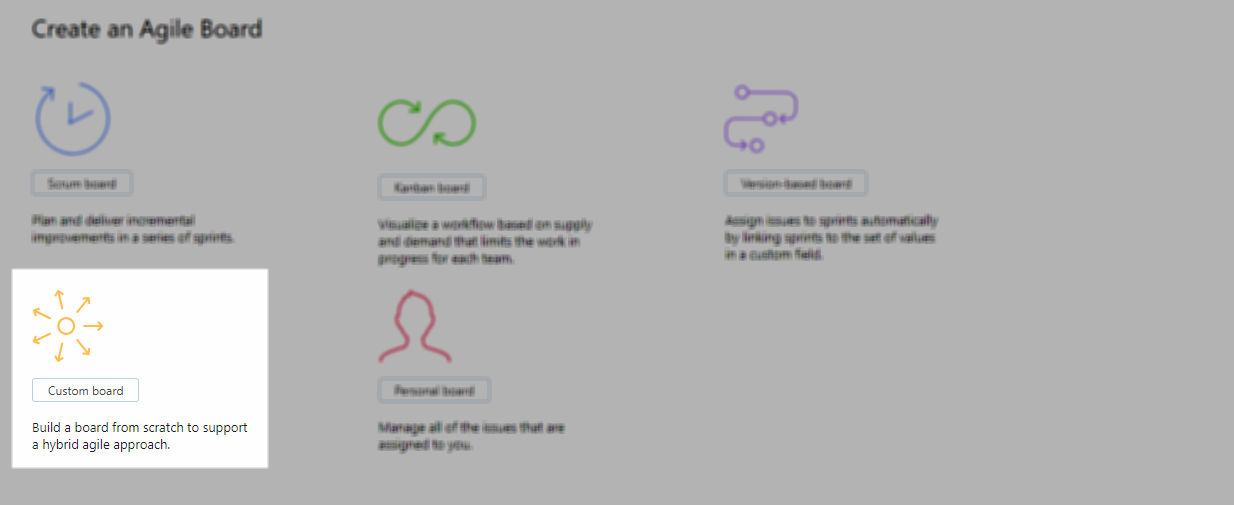 Create an Agile Board
Scrum board
Plan and deliver incremental
improvements in a series of sprints.
Kanban board
Visualize a workflow based on supply
and demand that limits the work in
progress for each team.
Version-based board
Assign issues to sprints automatically
by linking sprints to the set of values
in a custom field.
Custom board
Build a board from scratch to support
a hybrid agile approach.
Personal board
Manage all of the issues that are
assigned to you.